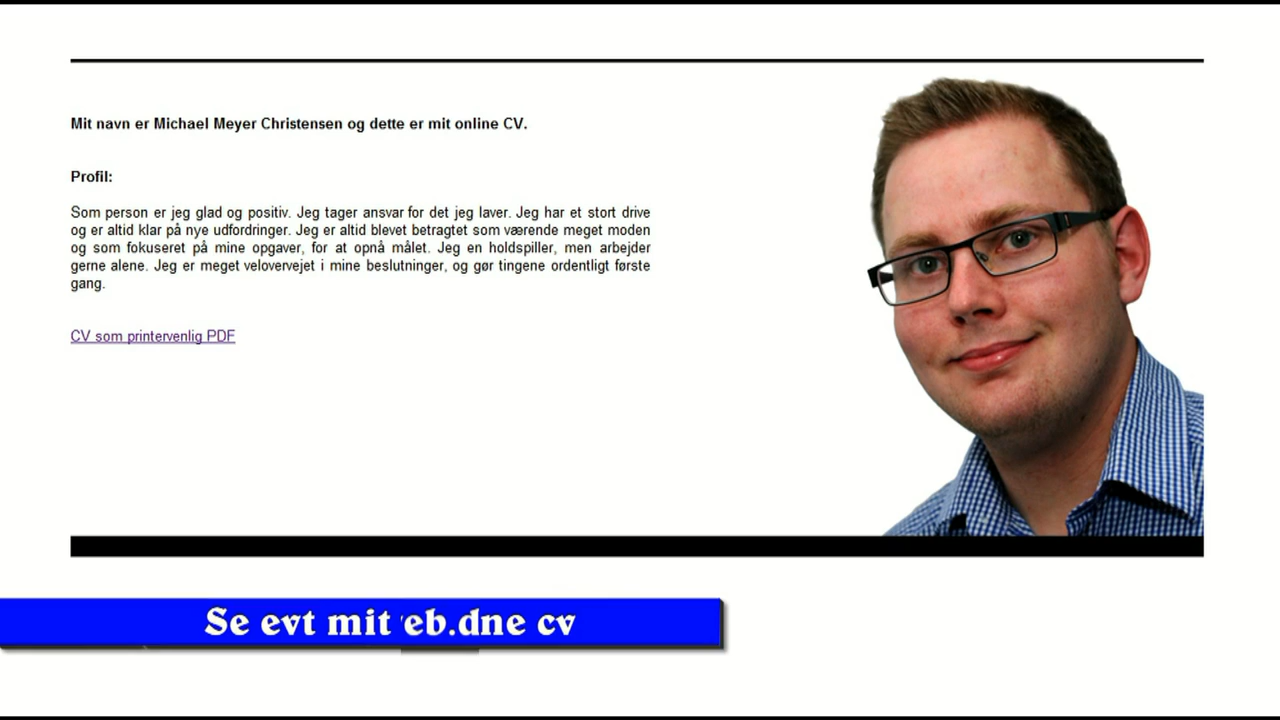 Mit navn er Michael Meyer Christensen og dette er mit online CV.
Profil:
Som person er jeg glad og positiv. Jeg tager ansvar for det jeg laver. Jeg har et stort drive
og er altid klar på nye udfordringer. Jeg er altid blevet betragtet som værende meget moden
og som fokuseret på mine opgaver, for at opnå målet. Jeg en holdspiller, men arbejder
gerne alene. Jeg er meget velovervejet i mine beslutninger, og gør tingene ordentligt første
gang.
CV som printervenlig PDF
Se evt mit eb.dne cv